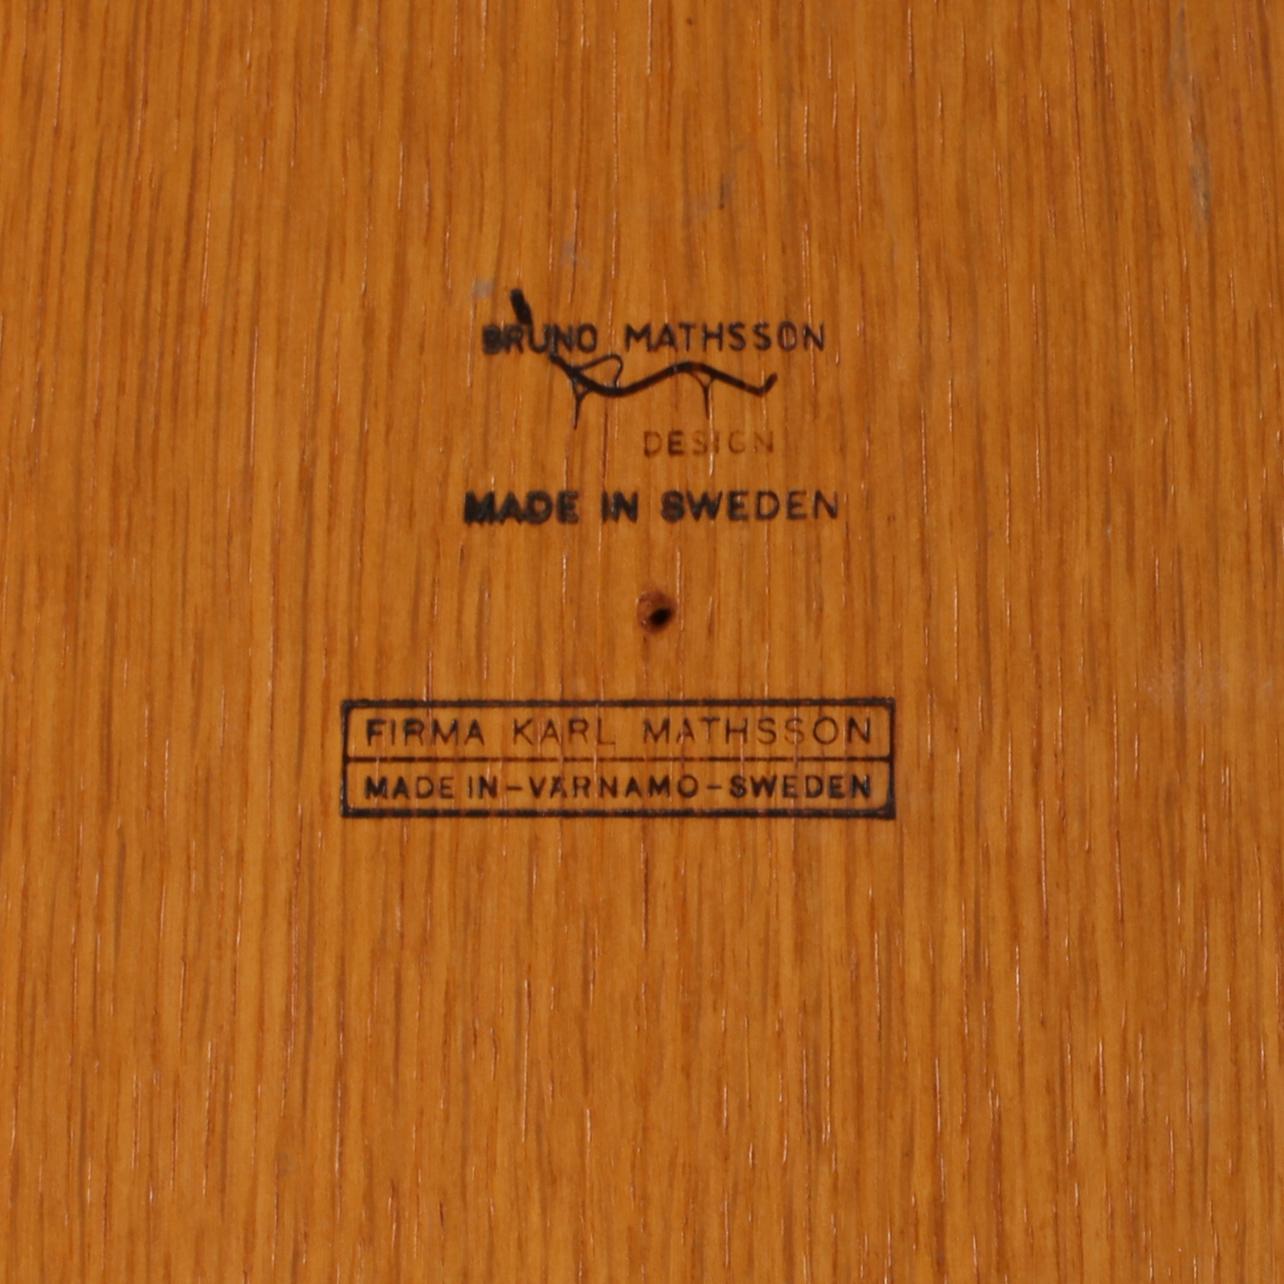 BRUNO MATHSSON
DESIGN
MADE IN SWEDEN
FIRMA KARL MATHSSON
MADE IN-VÄRNAMO-SWEDEN